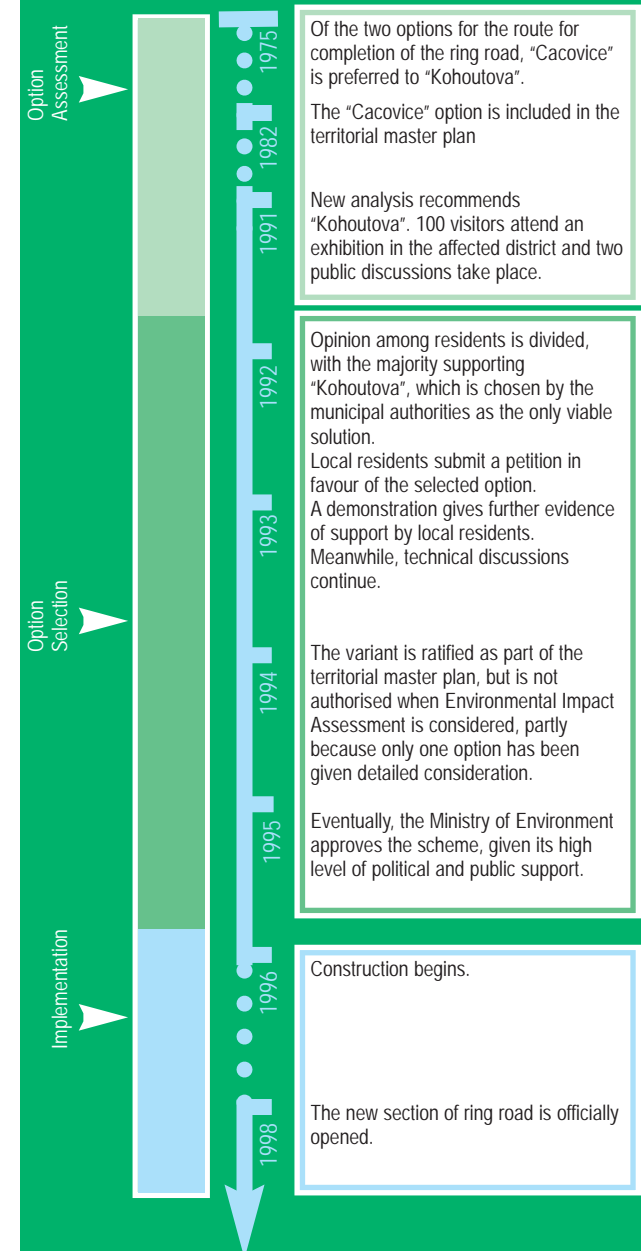 Option
Assessment
1975
Of the two options for the route for
completion of the ring road, “Cacovice”
is preferred to “Kohoutova”.
1982
The “Cacovice” option is included in the
territorial master plan
1991
New analysis recommends
“Kohoutova”. 100 visitors attend an
exhibition in the affected district and two
public discussions take place.
Option
Selection
1992
Opinion among residents is divided,
with the majority supporting
“Kohoutova”, which is chosen by the
municipal authorities as the only viable
solution.
Local residents submit a petition in
favour of the selected option.
1993
A demonstration gives further evidence
of support by local residents.
Meanwhile, technical discussions
continue.
1994
The variant is ratified as part of the
territorial master plan, but is not
authorised when Environmental Impact
Assessment is considered, partly
because only one option has been
given detailed consideration.
1995
Eventually, the Ministry of Environment
approves the scheme, given its high
level of political and public support.
Implementation
1996
Construction begins.
1998
The new section of ring road is officially
opened.